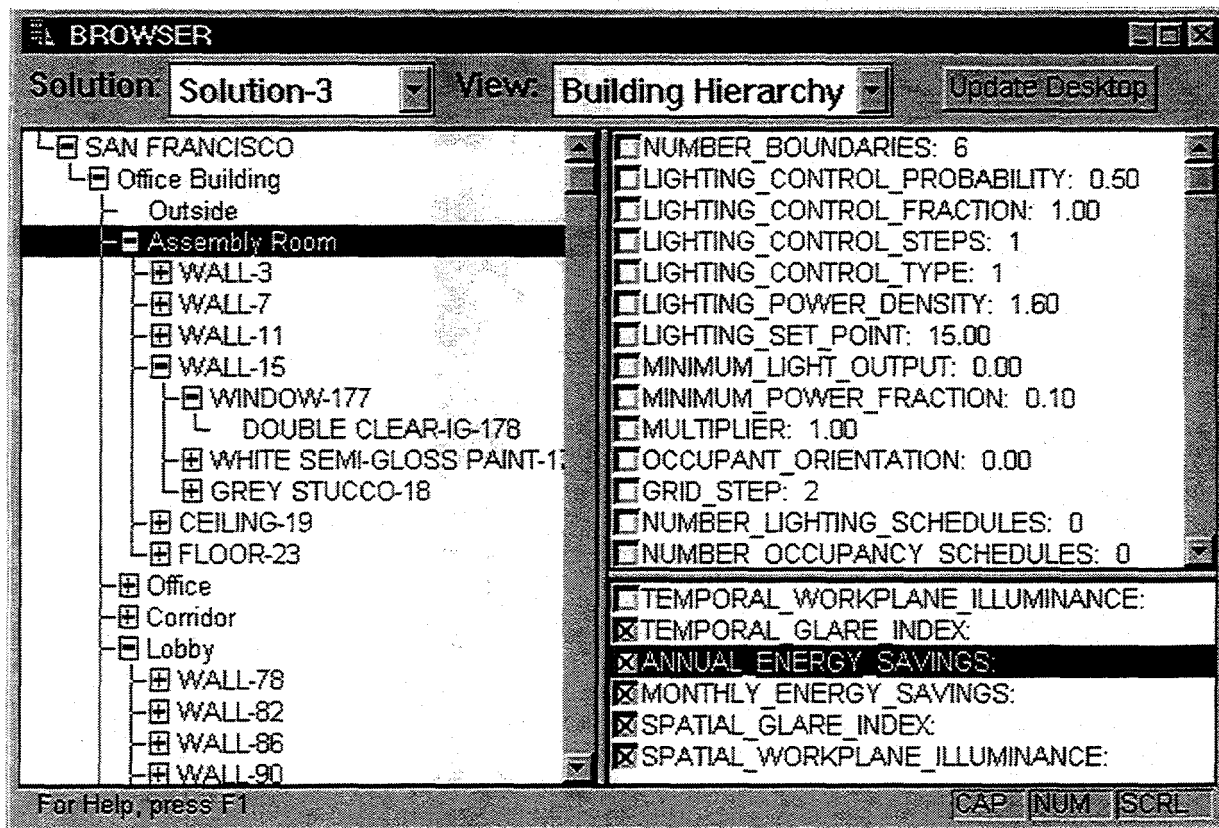 BROWSER
Solution: Solution-3 View: Building Hierarchy Update Desktop
SAN FRANCISCO
Office Building
Outside
Assembly Room
WALL-3
WALL-7
WALL-11
WALL-15
WINDOW-177
DOUBLE CLEAR-IG-178
WHITE SEMI-GLOSS PAINT-1
GREY STUCCO-18
CEILING-19
FLOOR-23
Office
Corridor
Lobby
WALL-78
WALL-82
WALL-86
WALL-90
NUMBER_BOUNDARIES: 6
LIGHTING_CONTROL_PROBABILITY: 0.50
LIGHTING_CONTROL_FRACTION: 1.00
LIGHTING_CONTROL_STEPS: 1
LIGHTING_CONTROL_TYPE: 1
LIGHTING_POWER_DENSITY: 1.60
LIGHTING_SET_POINT: 15.00
MINIMUM_LIGHT_OUTPUT: 0.00
MINIMUM_POWER_FRACTION: 0.10
MULTIPLIER: 1.00
OCCUPANT_ORIENTATION: 0.00
GRID_STEP: 2
NUMBER_LIGHTING_SCHEDULES: 0
NUMBER_OCCUPANCY_SCHEDULES: 0
TEMPORAL_WORKPLANE_ILLUMINANCE:
TEMPORAL_GLARE_INDEX:
ANNUAL_ENERGY_SAVINGS:
MONTHLY_ENERGY_SAVINGS:
SPATIAL_GLARE_INDEX:
SPATIAL_WORKPLANE_ILLUMINANCE:
For Help, press F1 CAP NUM SCRL